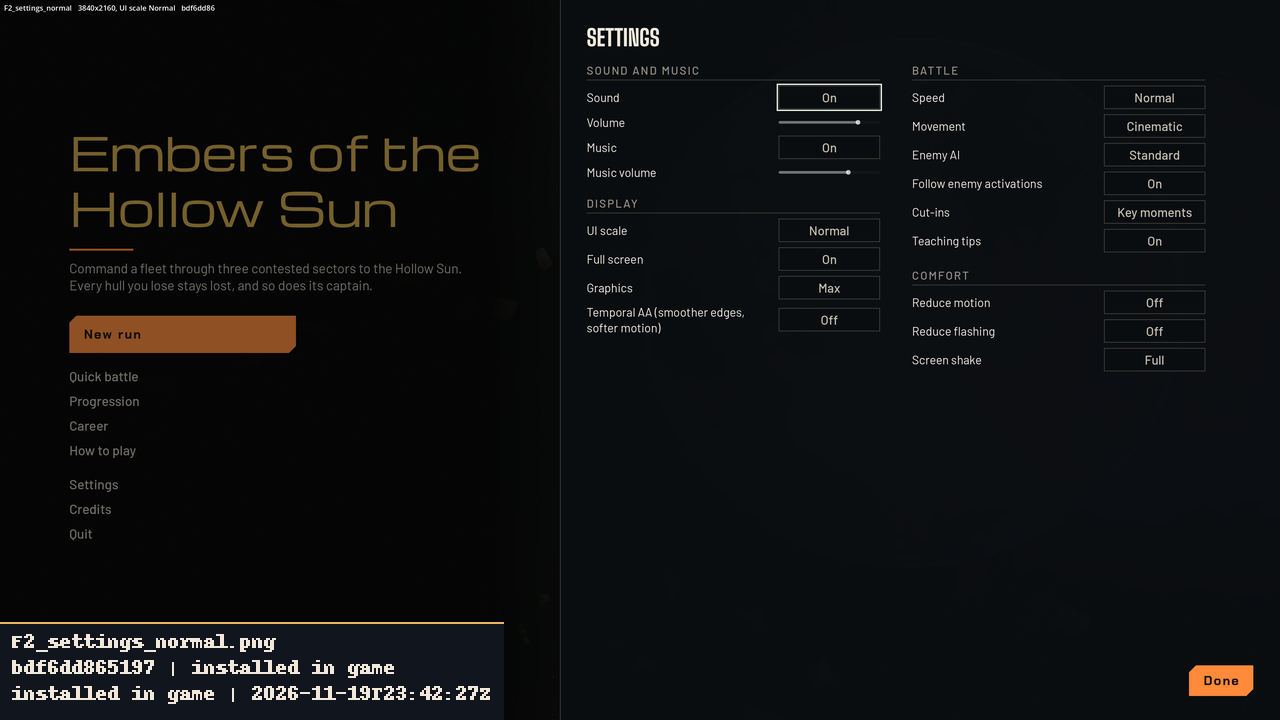 F2_settings_normal 3840x2160, UI scale Normal bdf6dd86
Embers of the
Hollow Sun
Command a fleet through three contested sectors to the Hollow Sun.
Every hull you lose stays lost, and so does its captain.
New run
Quick battle
Progression
Career
How to play
Settings
Credits
Quit
SETTINGS
SOUND AND MUSIC
Sound On
Volume
Music On
Music volume
DISPLAY
UI scale Normal
Full screen On
Graphics Max
Temporal AA (smoother edges,
softer motion) Off
BATTLE
Speed Normal
Movement Cinematic
Enemy AI Standard
Follow enemy activations On
Cut-ins Key moments
Teaching tips On
COMFORT
Reduce motion Off
Reduce flashing Off
Screen shake Full
Done
F2_settings_normal.png
bdf6dd865197 | installed in game
installed in game | 2026-11-19T23:42:27Z